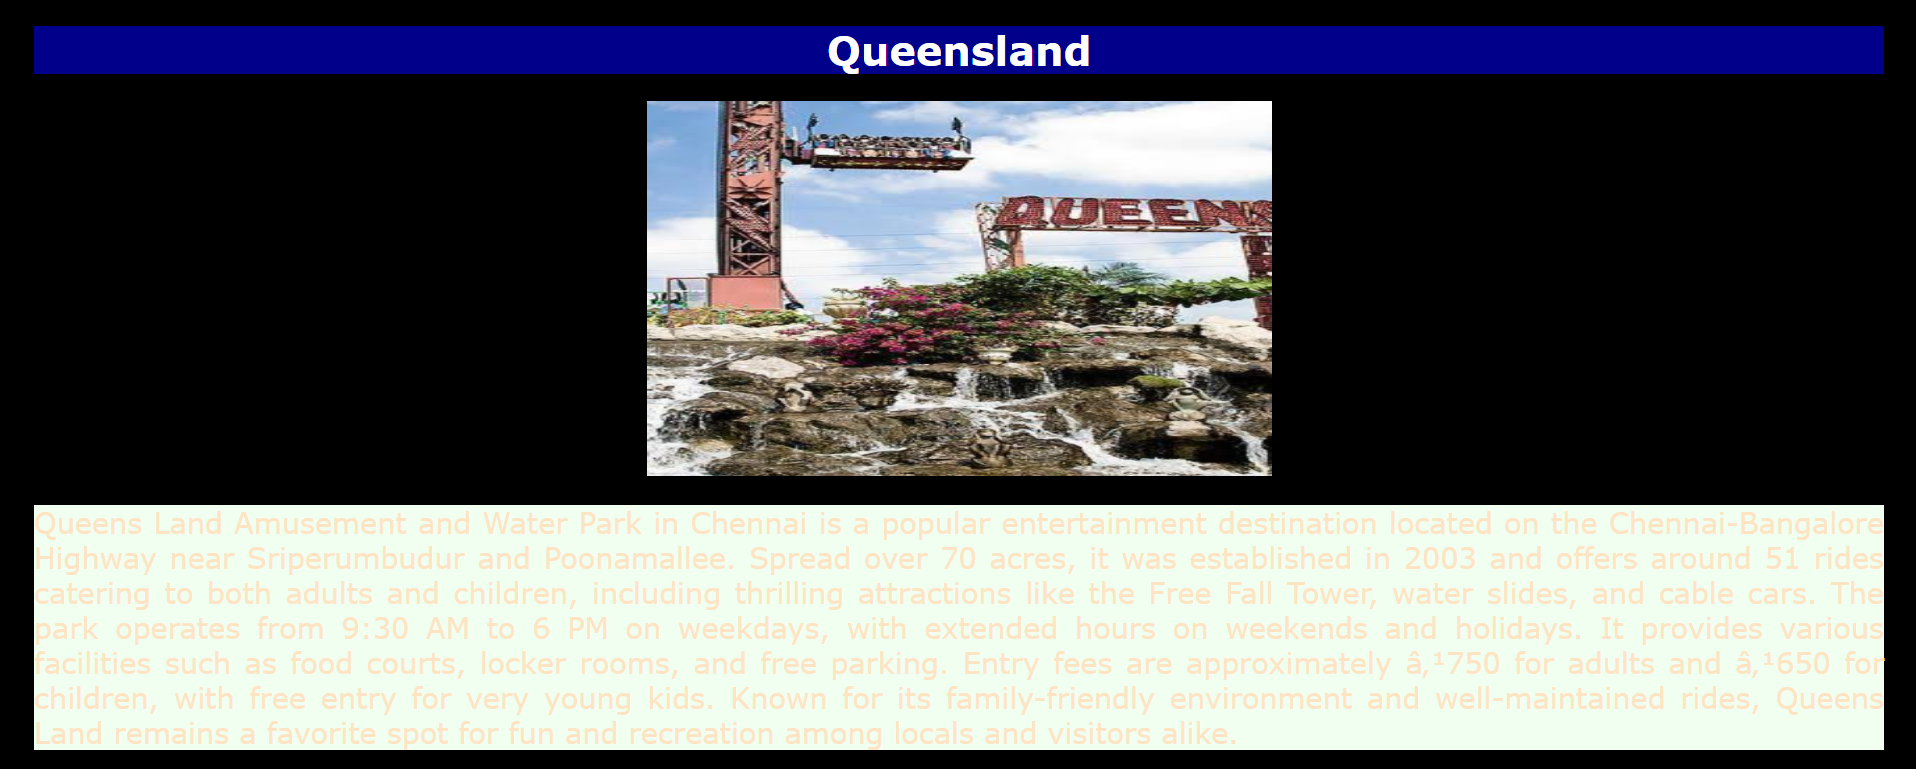 Queensland
QUEENS
Queens Land Amusement and Water Park in Chennai is a popular entertainment destination located on the Chennai-Bangalore
Highway near Sriperumbudur and Poonamallee. Spread over 70 acres, it was established in 2003 and offers around 51 rides
catering to both adults and children, including thrilling attractions like the Free Fall Tower, water slides, and cable cars. The
park operates from 9:30 AM to 6 PM on weekdays, with extended hours on weekends and holidays. It provides various
facilities such as food courts, locker rooms, and free parking. Entry fees are approximately â‚¹750 for adults and â‚¹650 for
children, with free entry for very young kids. Known for its family-friendly environment and well-maintained rides, Queens
Land remains a favorite spot for fun and recreation among locals and visitors alike.